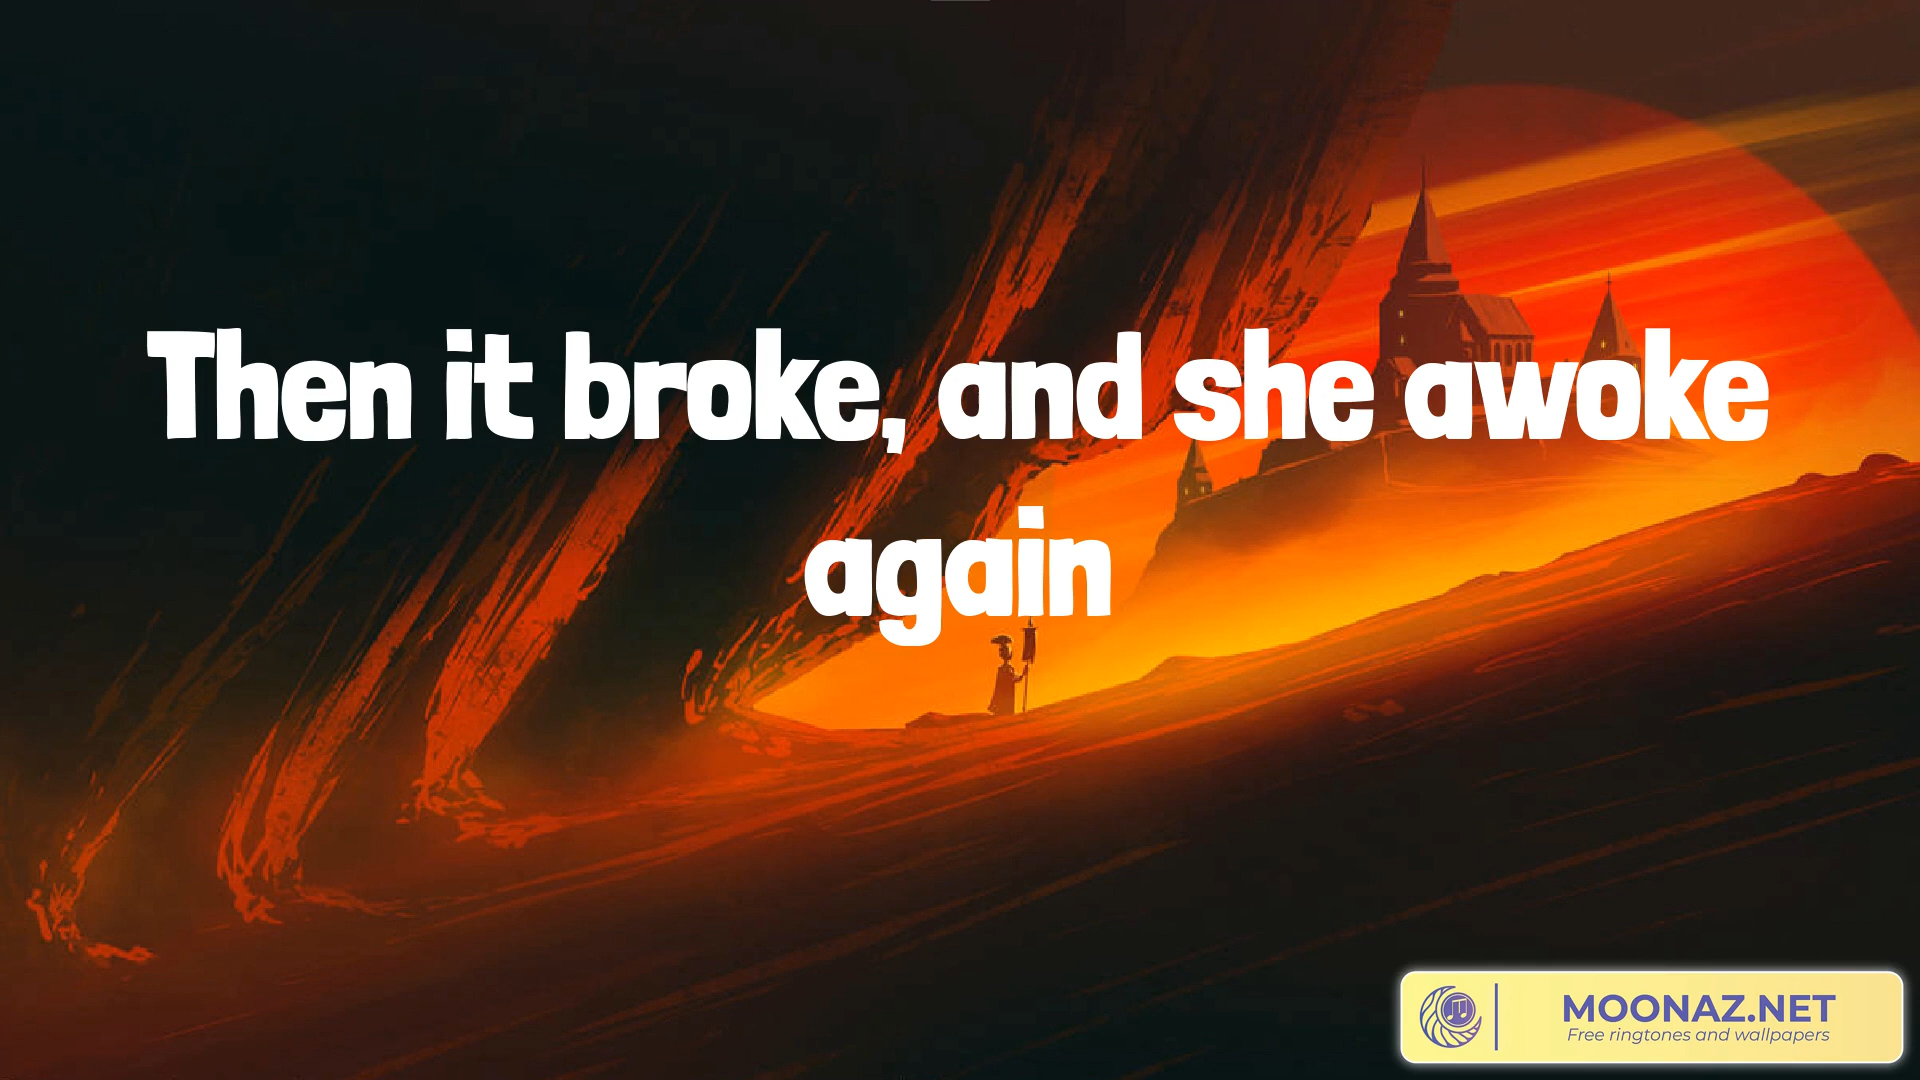 Then it broke, and she awoke
again
MOONAZ.NET
Free ringtones and wallpapers